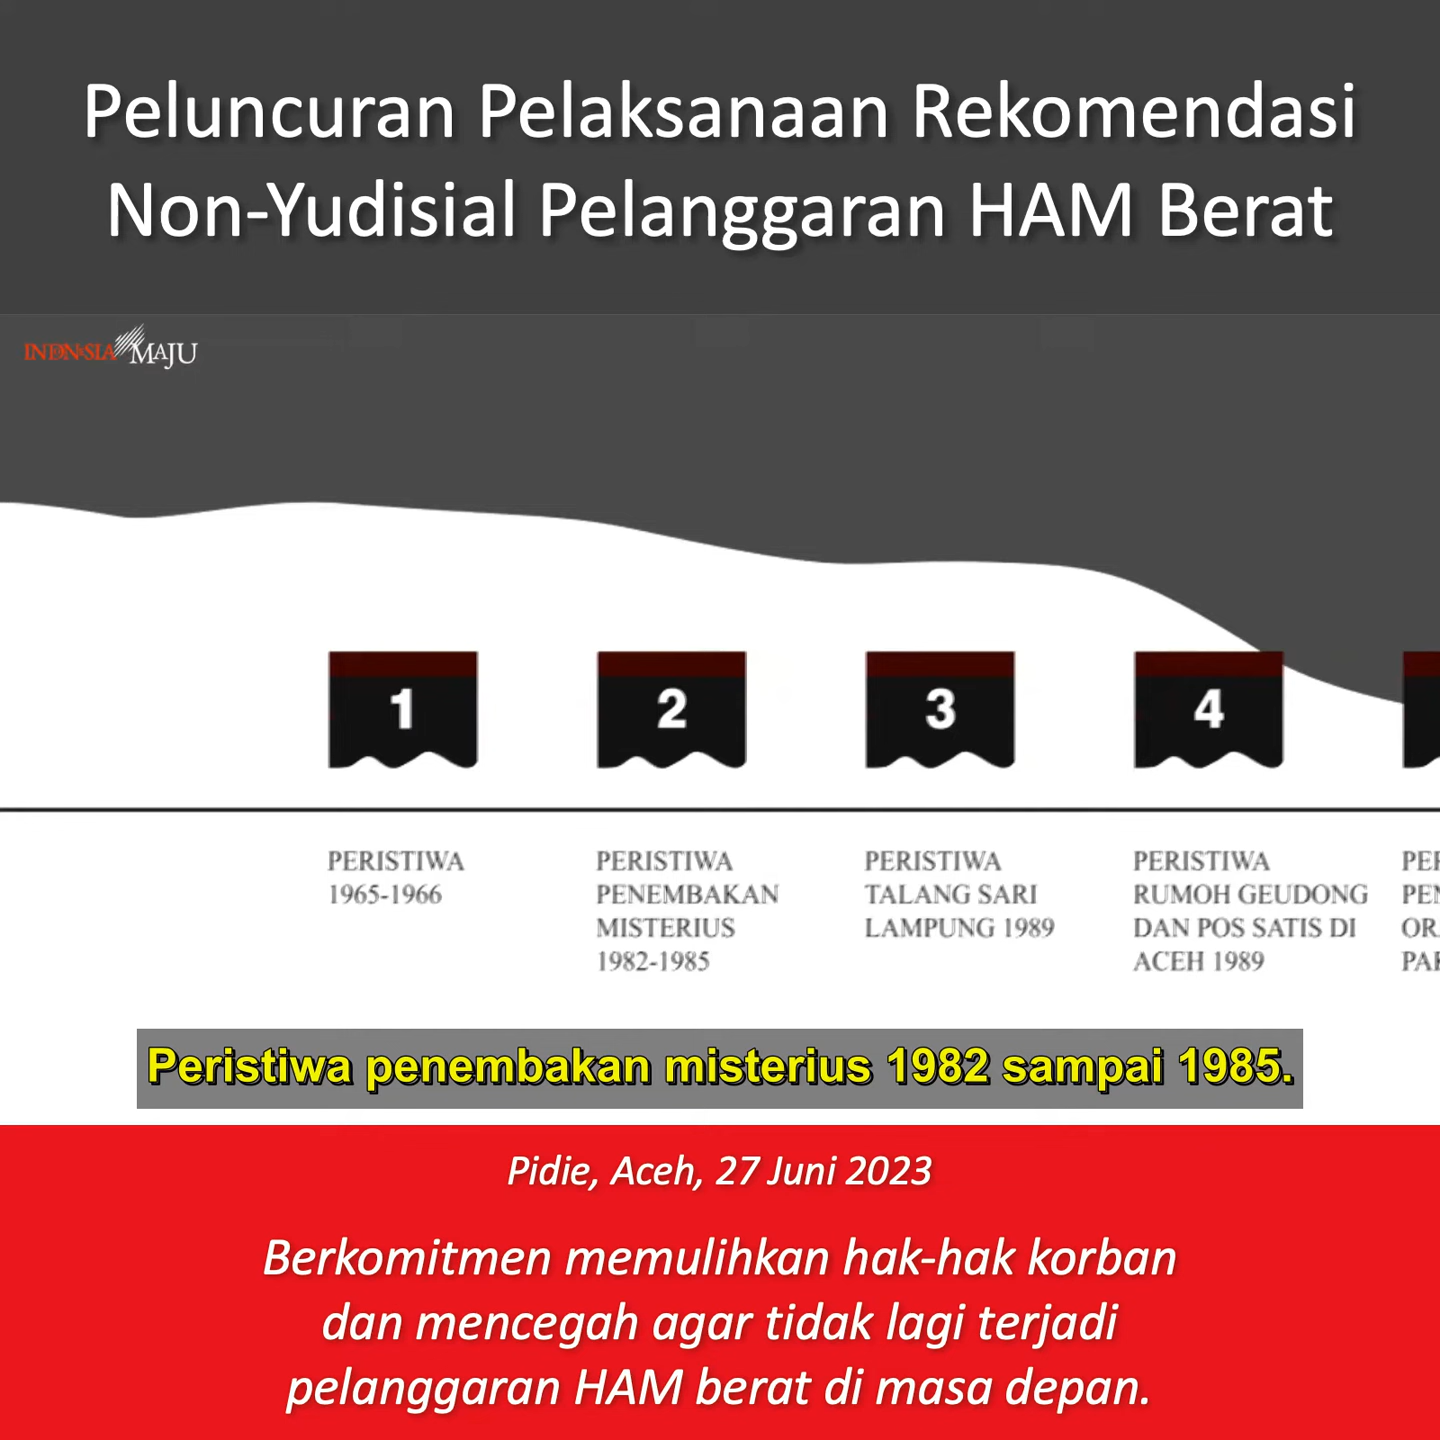 Peluncuran Pelaksanaan Rekomendasi
Non-Yudisial Pelanggaran HAM Berat
INDONESIA MAJU
1
2
3
4
PERISTIWA
1965-1966
PERISTIWA
PENEMBAKAN
MISTERIUS
1982-1985
PERISTIWA
TALANG SARI
LAMPUNG 1989
PERISTIWA
RUMOH GEUDONG
DAN POS SATIS DI
ACEH 1989
Peristiwa penembakan misterius 1982 sampai 1985.
Pidie, Aceh, 27 Juni 2023
Berkomitmen memulihkan hak-hak korban
dan mencegah agar tidak lagi terjadi
pelanggaran HAM berat di masa depan.